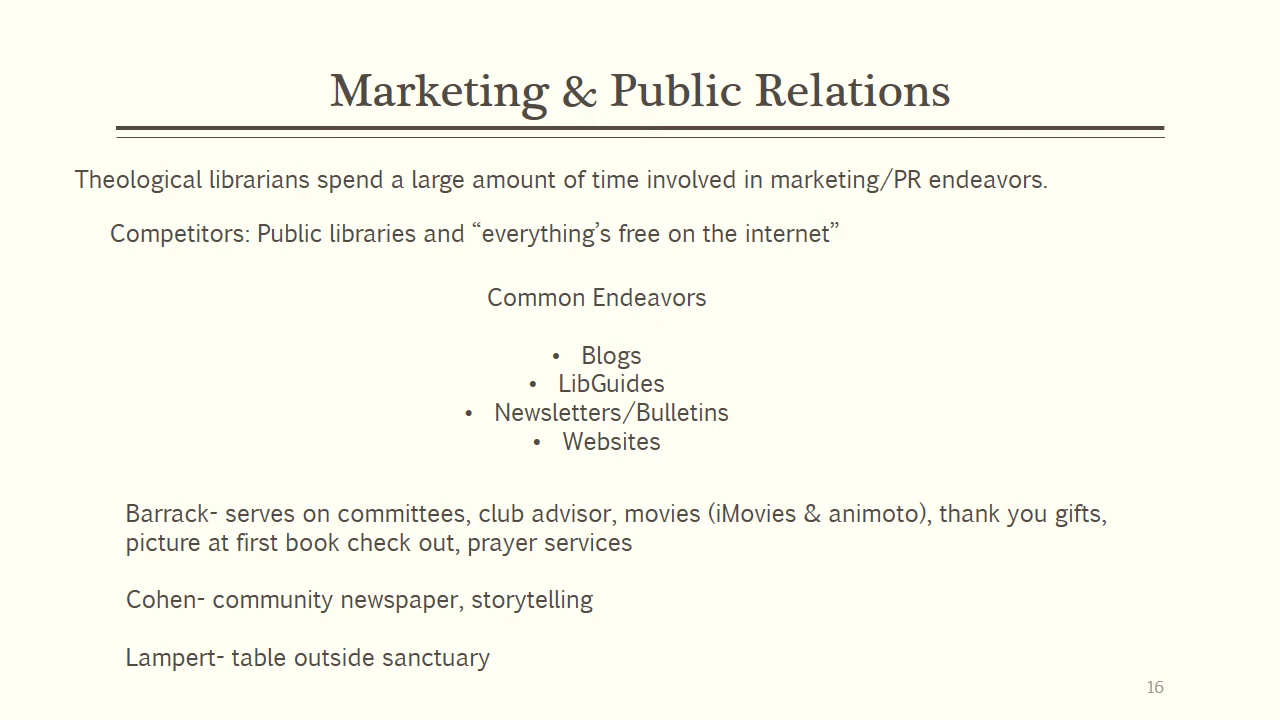 Marketing & Public Relations
Theological librarians spend a large amount of time involved in marketing/PR endeavors.
Competitors: Public libraries and “everything’s free on the internet”
Common Endeavors
• Blogs
• LibGuides
• Newsletters/Bulletins
• Websites
Barrack- serves on committees, club advisor, movies (iMovies & animoto), thank you gifts,
picture at first book check out, prayer services
Cohen- community newspaper, storytelling
Lampert- table outside sanctuary
16